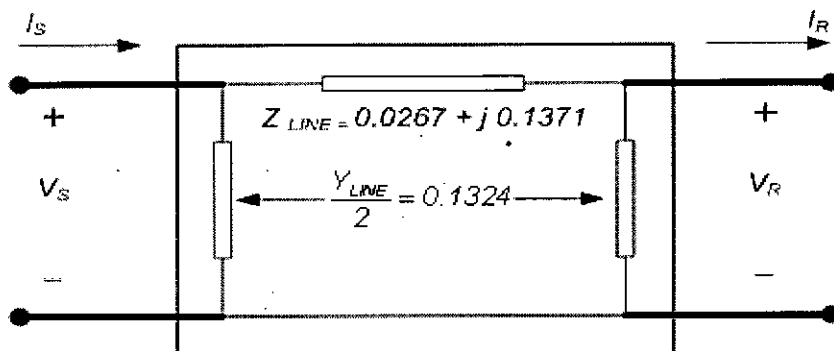 I_S
I_R
+
+
Z_LINE = 0.0267 + j 0.1371
V_S
Y_LINE / 2 = 0.1324
V_R
−
−